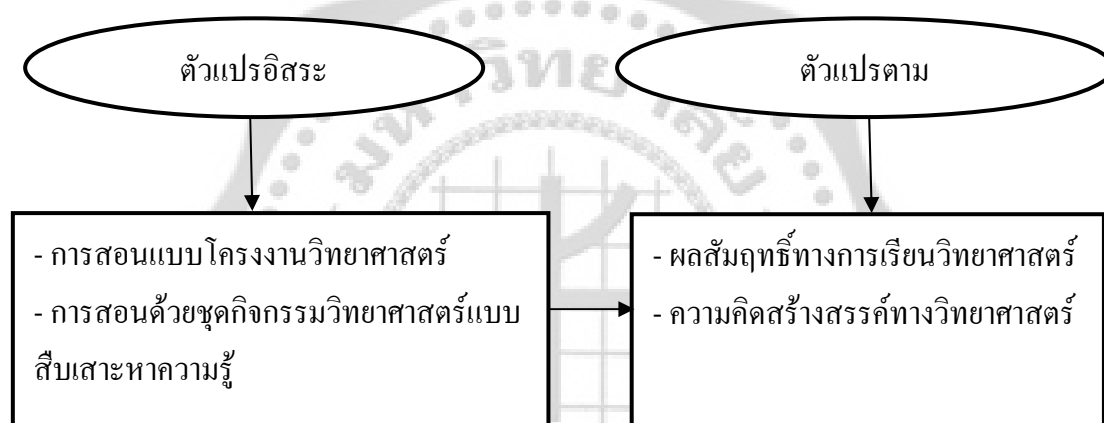 ตัวแปรอิสระ
ตัวแปรตาม
- การสอนแบบโครงงานวิทยาศาสตร์
- การสอนด้วยชุดกิจกรรมวิทยาศาสตร์แบบ
สืบเสาะหาความรู้
- ผลสัมฤทธิ์ทางการเรียนวิทยาศาสตร์
- ความคิดสร้างสรรค์ทางวิทยาศาสตร์